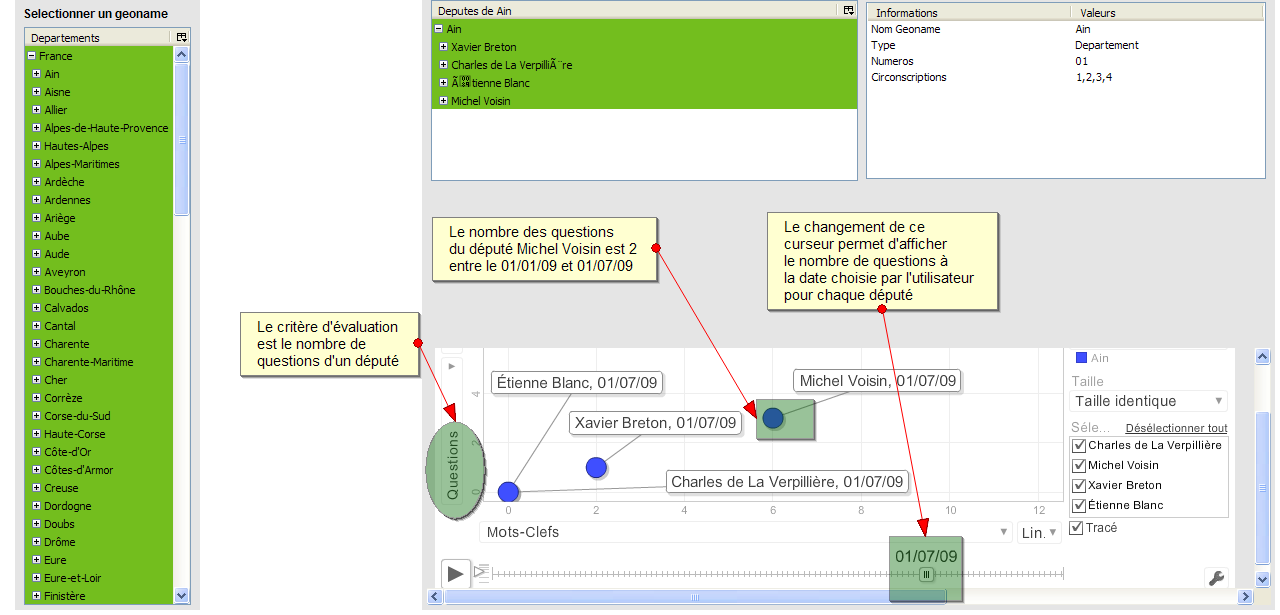 Selectionner un geoname
Departements
France
Ain
Aisne
Allier
Alpes-de-Haute-Provence
Hautes-Alpes
Alpes-Maritimes
Ardèche
Ardennes
Ariège
Aube
Aude
Aveyron
Bouches-du-Rhône
Calvados
Cantal
Charente
Charente-Maritime
Cher
Corrèze
Corse-du-Sud
Haute-Corse
Côte-d'Or
Côtes-d'Armor
Creuse
Dordogne
Doubs
Drôme
Eure
Eure-et-Loir
Finistère
Deputes de Ain
Ain
Xavier Breton
Charles de La VerpilliÃ¨re
tienne Blanc
Michel Voisin
Informations Valeurs
Nom Geoname Ain
Type Departement
Numeros 01
Circonscriptions 1,2,3,4
Le nombre des questions
du député Michel Voisin est 2
entre le 01/01/09 et 01/07/09
Le changement de ce
curseur permet d'afficher
le nombre de questions à
la date choisie par l'utilisateur
pour chaque député
Le critère d'évaluation
est le nombre de
questions d'un député
Questions
4
2
0
Étienne Blanc, 01/07/09
Michel Voisin, 01/07/09
Xavier Breton, 01/07/09
Charles de La Verpillière, 01/07/09
0 2 4 6 8 10 12
Mots-Clefs
Lin.
01/07/09
Ain
Taille
Taille identique
Séle... Désélectionner tout
Charles de La Verpillière
Michel Voisin
Xavier Breton
Étienne Blanc
Tracé